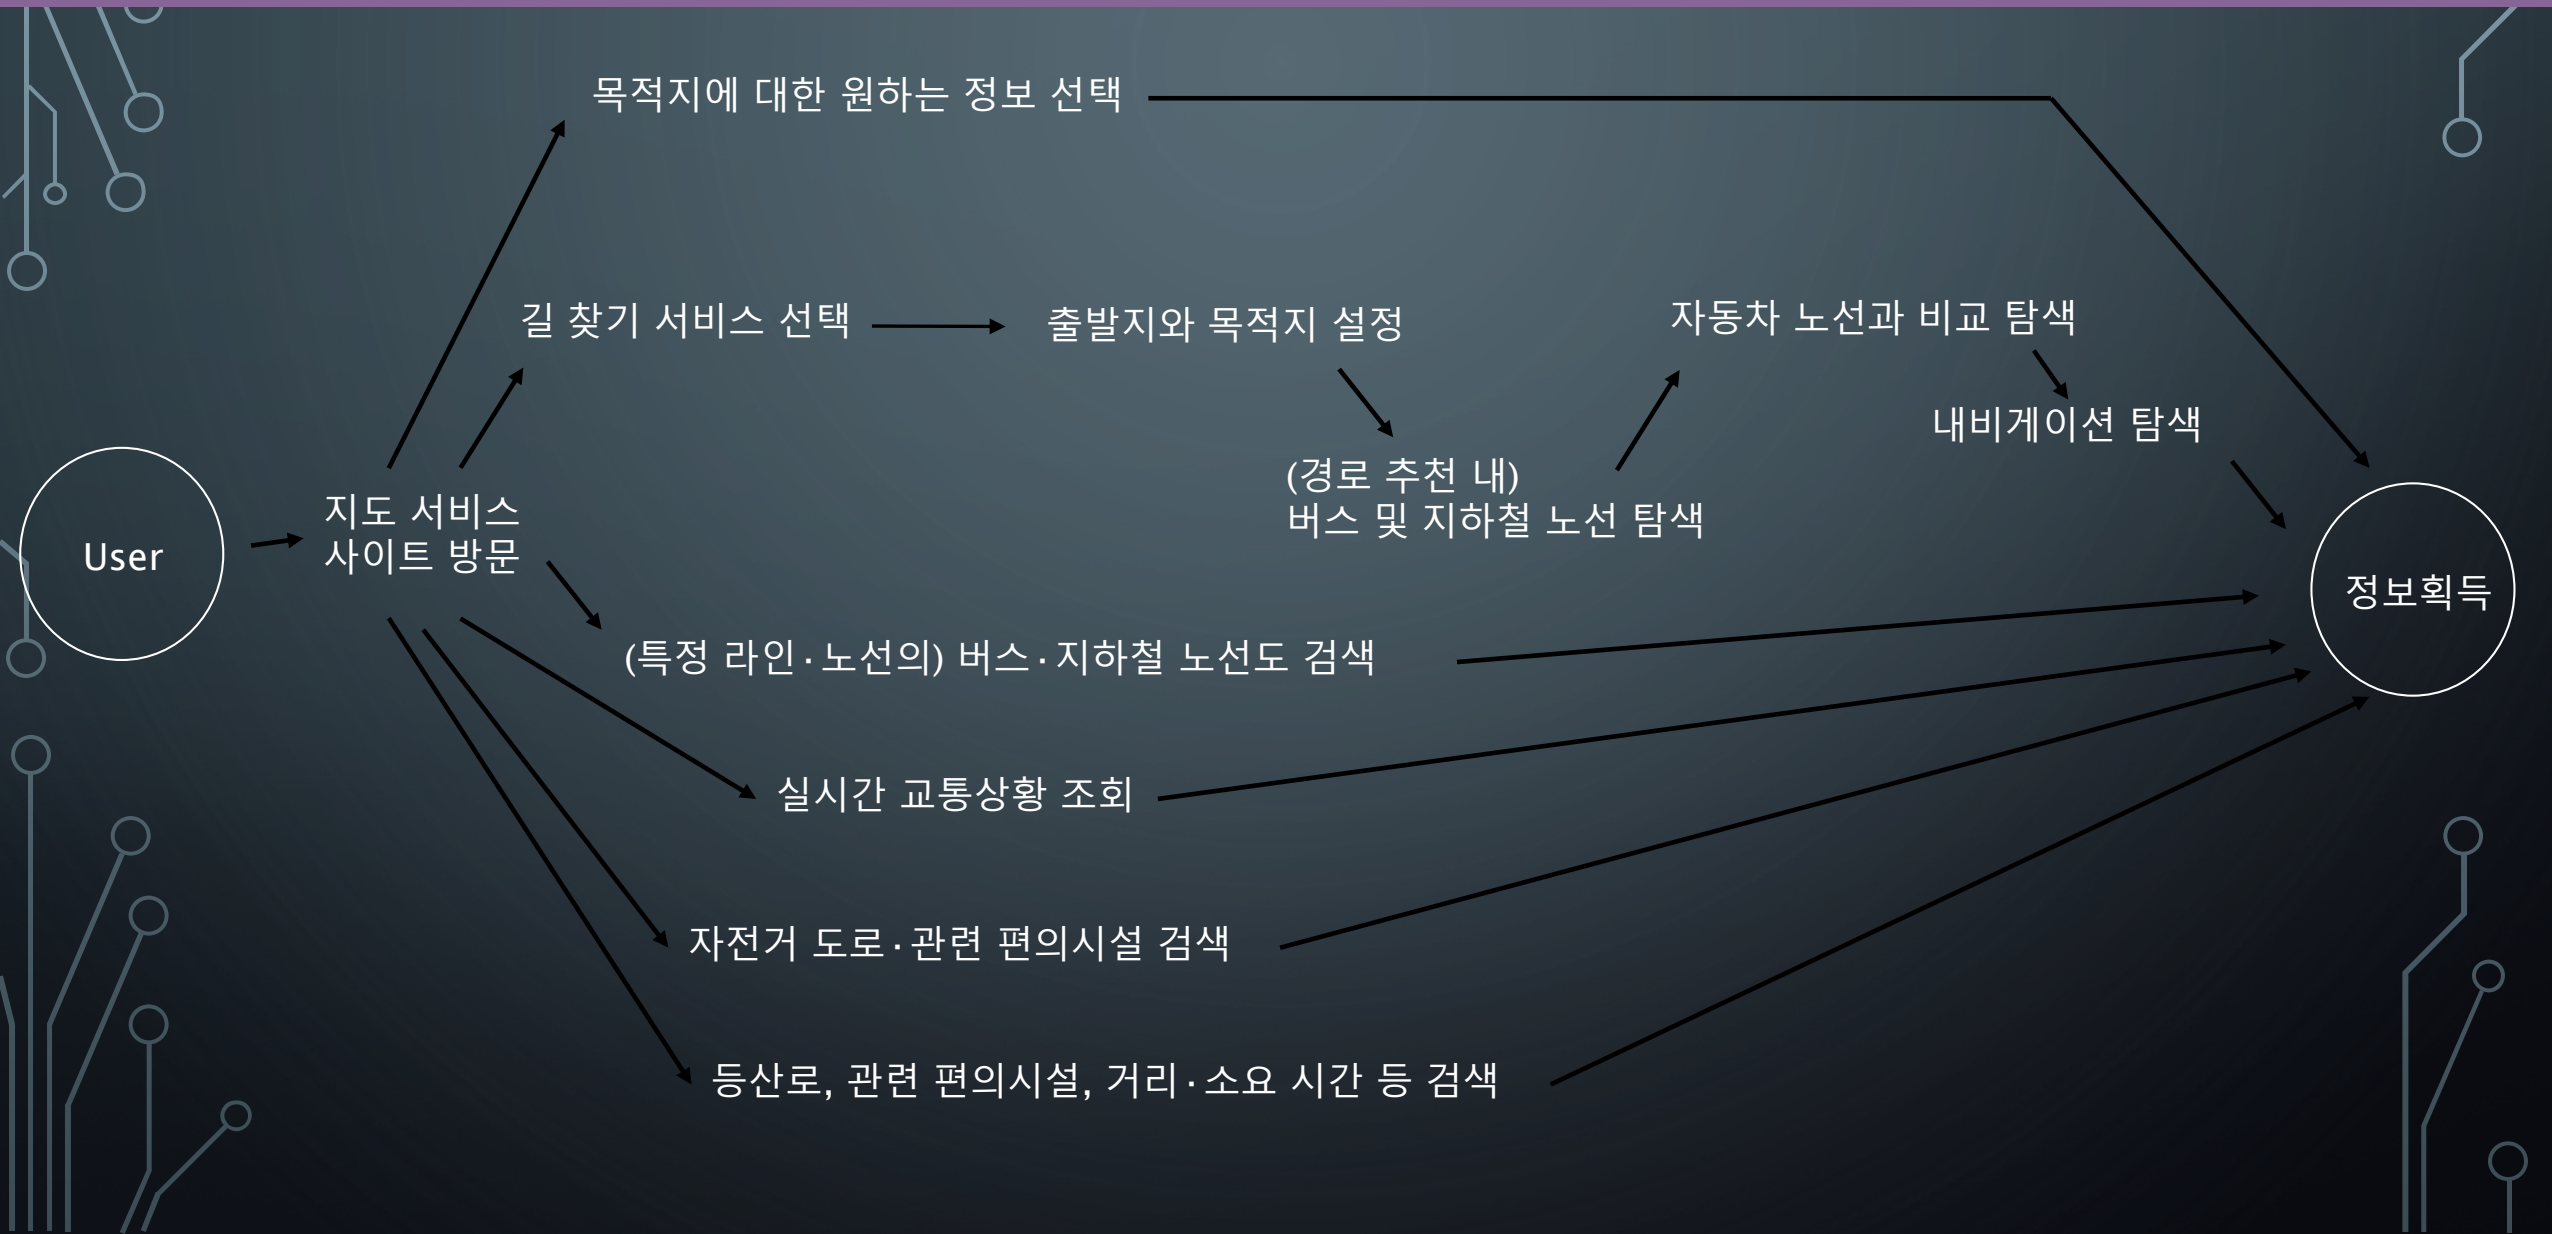 목적지에 대한 원하는 정보 선택
길 찾기 서비스 선택
출발지와 목적지 설정
자동차 노선과 비교 탐색
내비게이션 탐색
(경로 추천 내)
버스 및 지하철 노선 탐색
User
지도 서비스
사이트 방문
정보획득
(특정 라인·노선의) 버스·지하철 노선도 검색
실시간 교통상황 조회
자전거 도로·관련 편의시설 검색
등산로, 관련 편의시설, 거리·소요 시간 등 검색